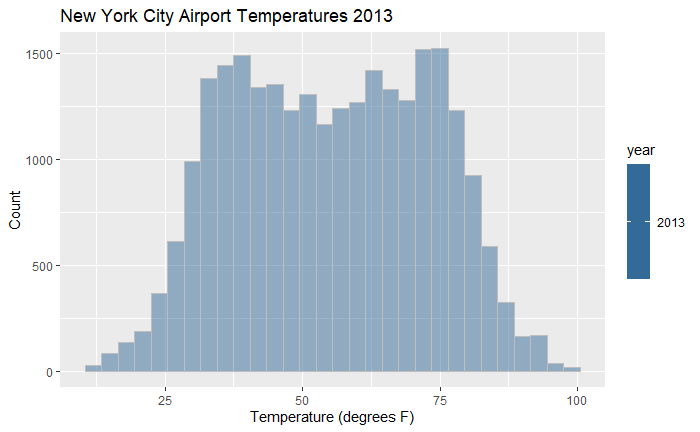 New York City Airport Temperatures 2013
1500
1000
500
0
Count
25 50 75 100
Temperature (degrees F)
year
2013